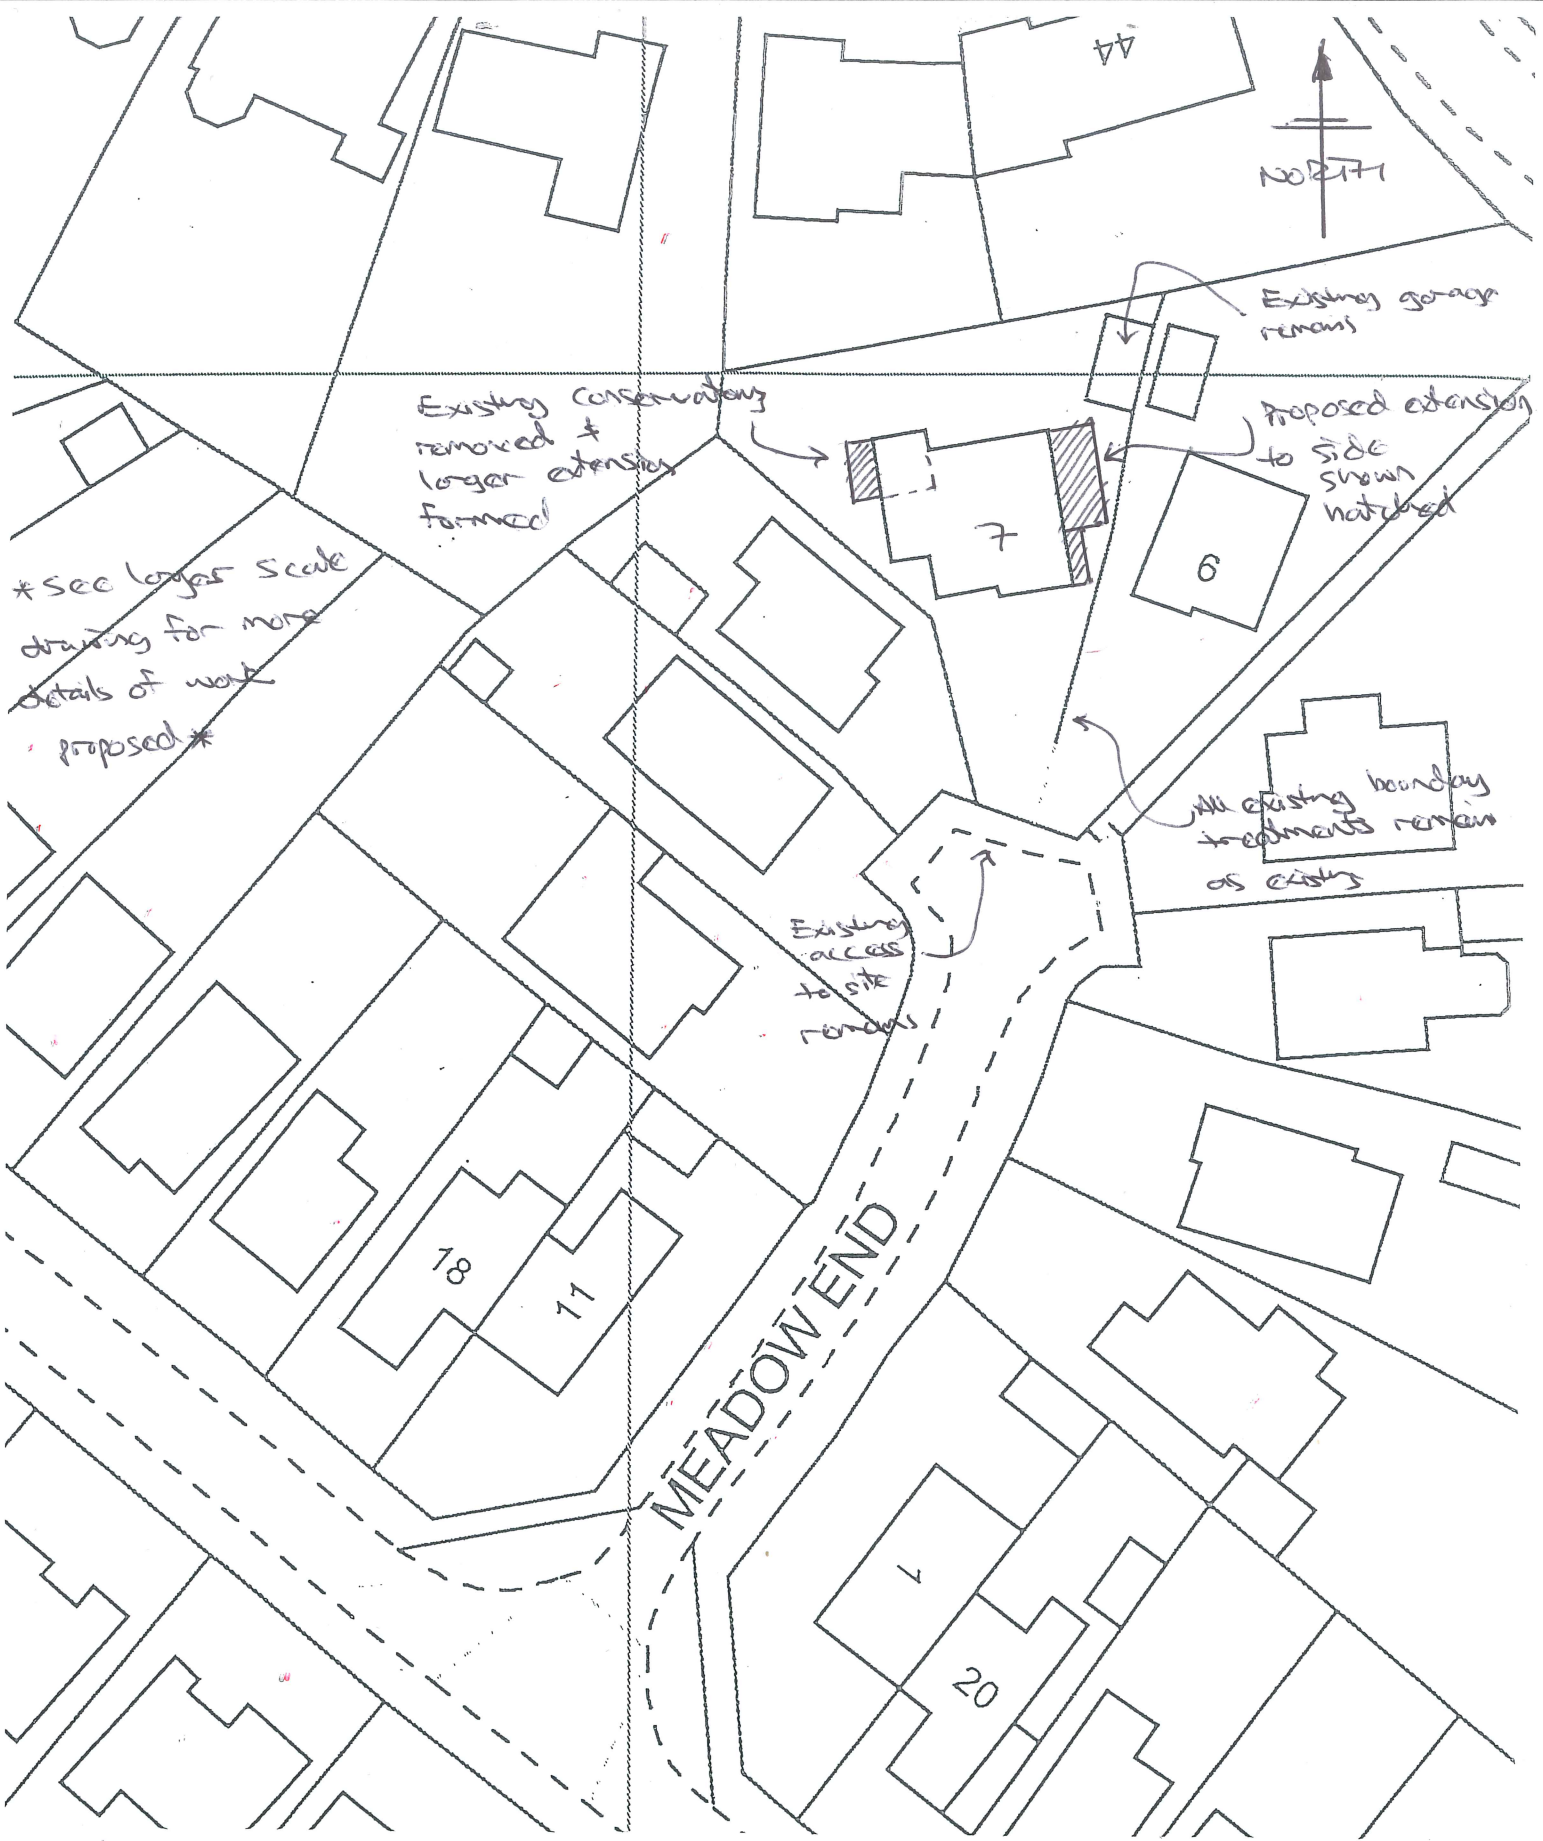 44
NORTH
Existing garage
remains
Existing conservatory
removed &
larger extension
formed
Proposed extension
to side
shown
hatched
7
6
*See larger scale
drawing for more
details of work
proposed*
All existing boundary
treatments remain
as existing
Existing
access
to site
remains
18
11
MEADOW END
1
20